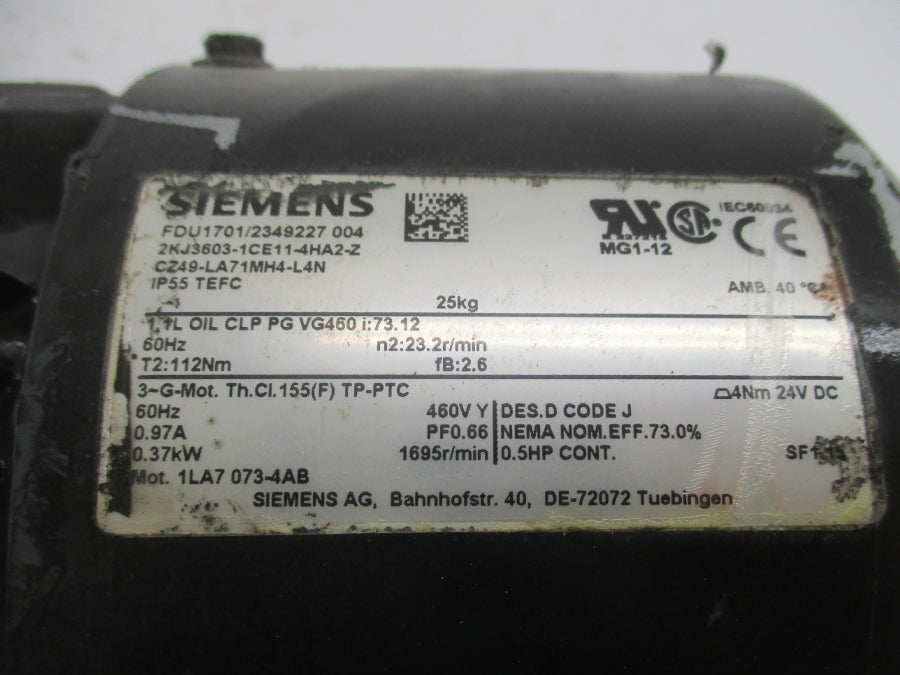 SIEMENS
FDU1701/2349227 004
2KJ3603-1CE11-4HA2-Z
CZ49-LA71MH4-L4N
IP55 TEFC
IEC60034
MG1-12
CE
AMB. 40 °C
25kg
1,1L OIL CLP PG VG460 i:73.12
60Hz n2:23.2r/min
T2:112Nm fB:2.6
3~G-Mot. Th.Cl.155(F) TP-PTC 4Nm 24V DC
60Hz 460V Y DES.D CODE J
0.97A PF0.66 NEMA NOM.EFF.73.0%
0.37kW 1695r/min 0.5HP CONT. SF1.15
Mot. 1LA7 073-4AB
SIEMENS AG, Bahnhofstr. 40, DE-72072 Tuebingen